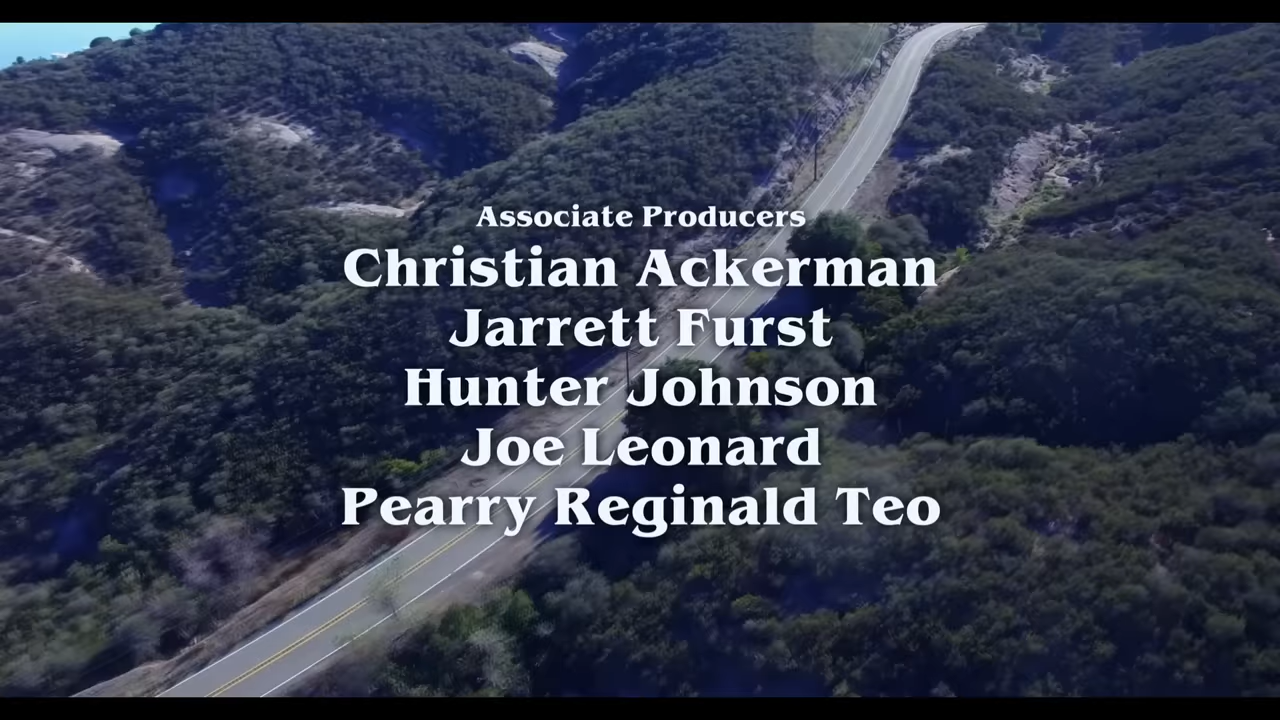 Associate Producers
Christian Ackerman
Jarrett Furst
Hunter Johnson
Joe Leonard
Pearry Reginald Teo